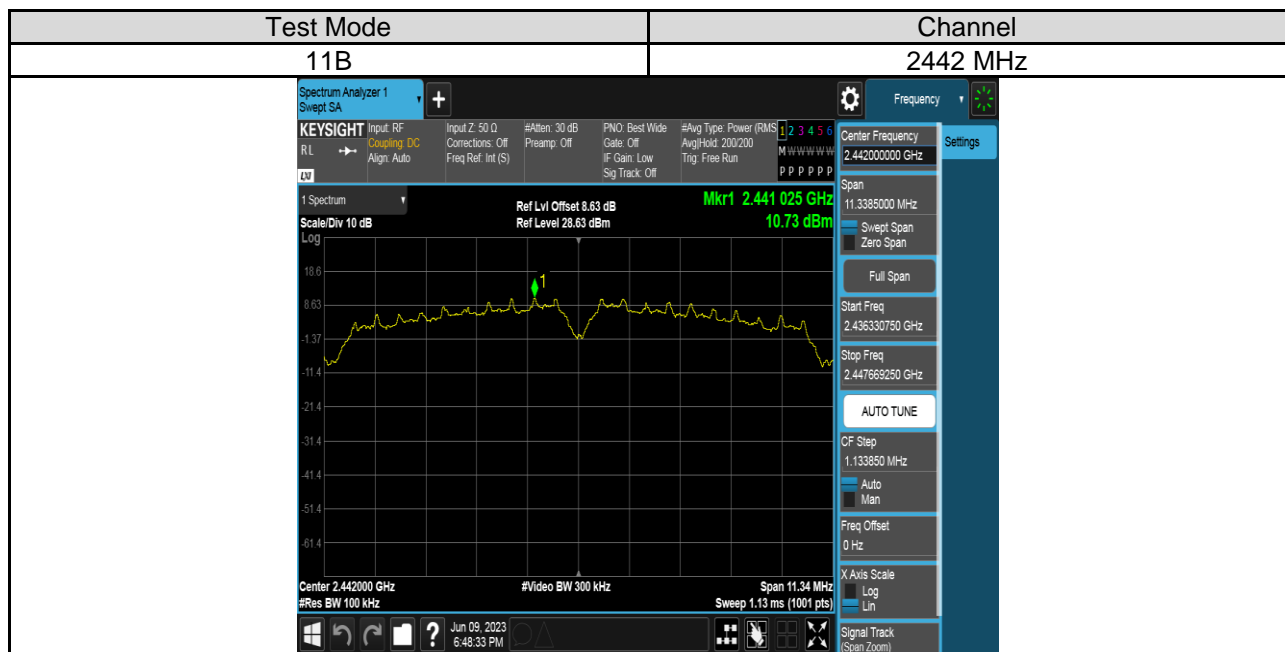 Test Mode Channel
11B 2442 MHz
Spectrum Analyzer 1
Swept SA
+
Frequency
KEYSIGHT
RL
LXI
Input: RF
Coupling: DC
Align: Auto
Input Z: 50 Ω
Corrections: Off
Freq Ref: Int (S)
#Atten: 30 dB
Preamp: Off
PNO: Best Wide
Gate: Off
IF Gain: Low
Sig Track: Off
#Avg Type: Power (RMS
Avg|Hold: 200/200
Trig: Free Run
1 2 3 4 5 6
M W W W W W
P P P P P P
1 Spectrum
Scale/Div 10 dB
Log
Ref Lvl Offset 8.63 dB
Ref Level 28.63 dBm
Mkr1 2.441 025 GHz
10.73 dBm
1
18.6
8.63
-1.37
-11.4
-21.4
-31.4
-41.4
-51.4
-61.4
Center 2.442000 GHz
#Res BW 100 kHz
#Video BW 300 kHz
Span 11.34 MHz
Sweep 1.13 ms (1001 pts)
?
Jun 09, 2023
6:48:33 PM
Center Frequency
2.442000000 GHz
Settings
Span
11.3385000 MHz
Swept Span
Zero Span
Full Span
Start Freq
2.436330750 GHz
Stop Freq
2.447669250 GHz
AUTO TUNE
CF Step
1.133850 MHz
Auto
Man
Freq Offset
0 Hz
X Axis Scale
Log
Lin
Signal Track
(Span Zoom)